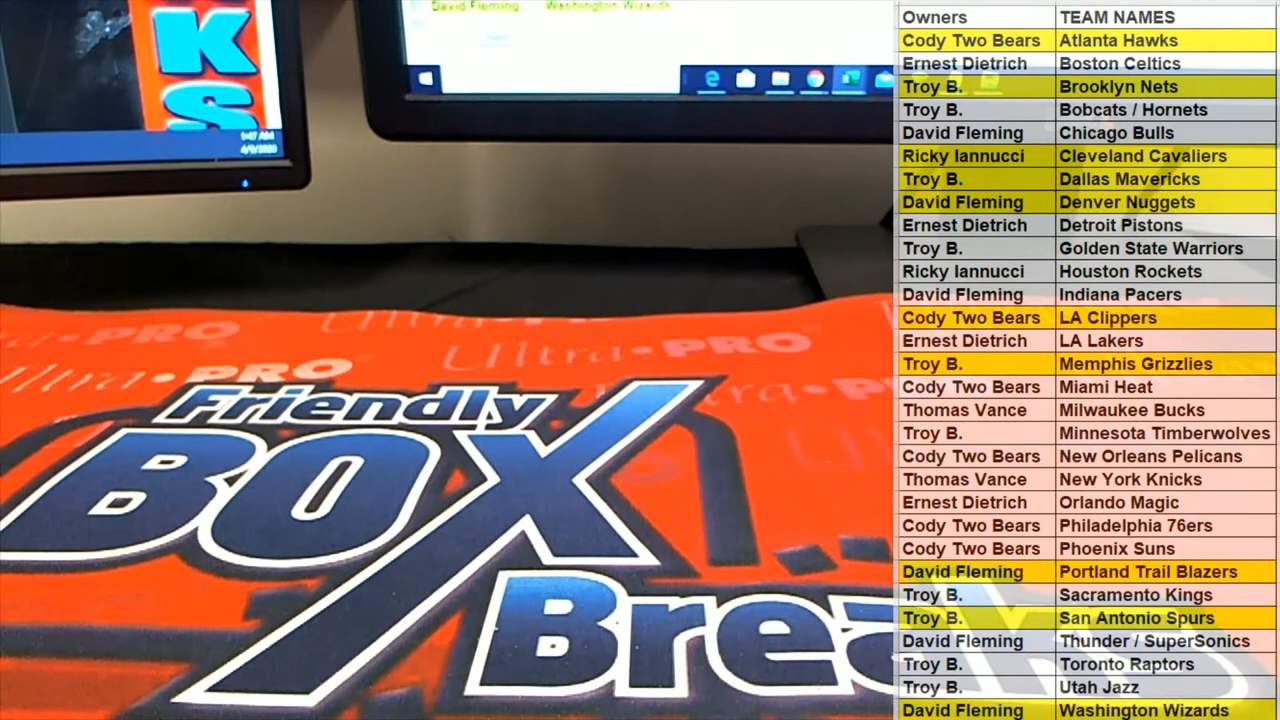 David Fleming Washington Wizards
KS
1:47 AM
4/9/2020
Ultra PRO
Ultra PRO
Ultra PRO
Friendly
BOX
Brea
Owners TEAM NAMES
Cody Two Bears Atlanta Hawks
Ernest Dietrich Boston Celtics
Troy B. Brooklyn Nets
Troy B. Bobcats / Hornets
David Fleming Chicago Bulls
Ricky Iannucci Cleveland Cavaliers
Troy B. Dallas Mavericks
David Fleming Denver Nuggets
Ernest Dietrich Detroit Pistons
Troy B. Golden State Warriors
Ricky Iannucci Houston Rockets
David Fleming Indiana Pacers
Cody Two Bears LA Clippers
Ernest Dietrich LA Lakers
Troy B. Memphis Grizzlies
Cody Two Bears Miami Heat
Thomas Vance Milwaukee Bucks
Troy B. Minnesota Timberwolves
Cody Two Bears New Orleans Pelicans
Thomas Vance New York Knicks
Ernest Dietrich Orlando Magic
Cody Two Bears Philadelphia 76ers
Cody Two Bears Phoenix Suns
David Fleming Portland Trail Blazers
Troy B. Sacramento Kings
Troy B. San Antonio Spurs
David Fleming Thunder / SuperSonics
Troy B. Toronto Raptors
Troy B. Utah Jazz
David Fleming Washington Wizards